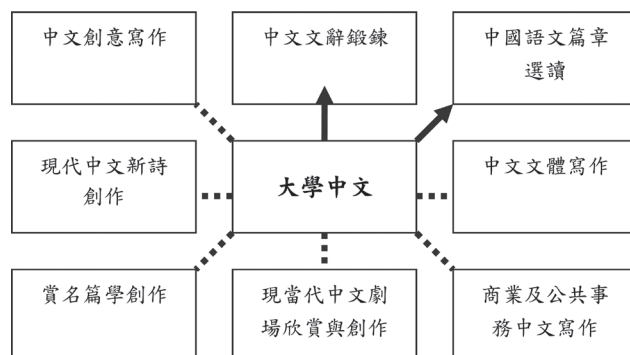 中文創意寫作
中文文辭鍛鍊
中國語文篇章
選讀
現代中文新詩
創作
大學中文
中文文體寫作
賞名篇學創作
現當代中文劇
場欣賞與創作
商業及公共事
務中文寫作